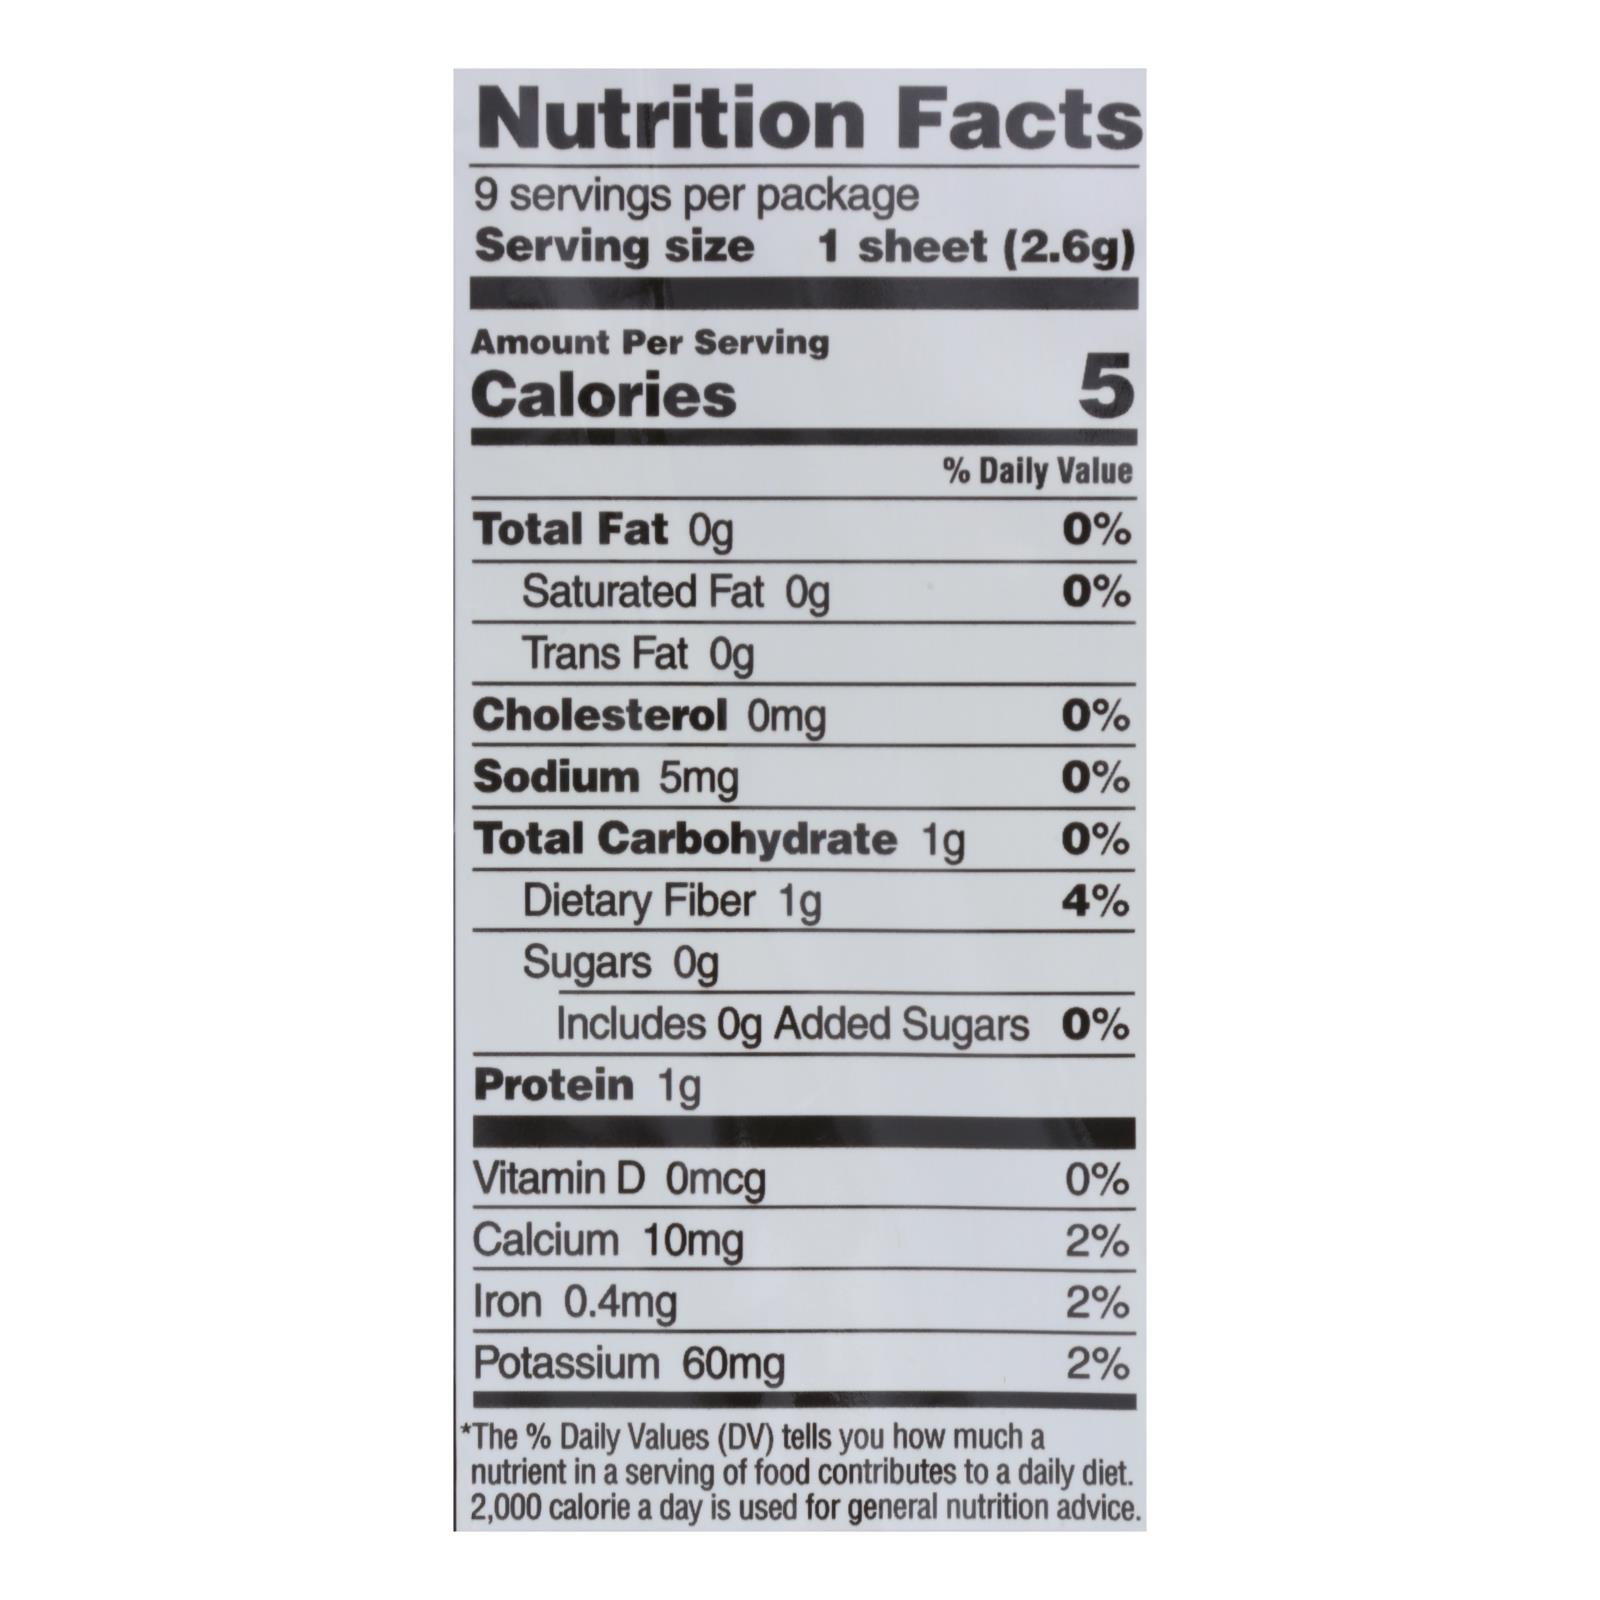 Nutrition Facts
9 servings per package
Serving size 1 sheet (2.6g)
Amount Per Serving
Calories 5
% Daily Value
Total Fat 0g 0%
Saturated Fat 0g 0%
Trans Fat 0g
Cholesterol 0mg 0%
Sodium 5mg 0%
Total Carbohydrate 1g 0%
Dietary Fiber 1g 4%
Sugars 0g
Includes 0g Added Sugars 0%
Protein 1g
Vitamin D 0mcg 0%
Calcium 10mg 2%
Iron 0.4mg 2%
Potassium 60mg 2%
*The % Daily Values (DV) tells you how much a
nutrient in a serving of food contributes to a daily diet.
2,000 calorie a day is used for general nutrition advice.